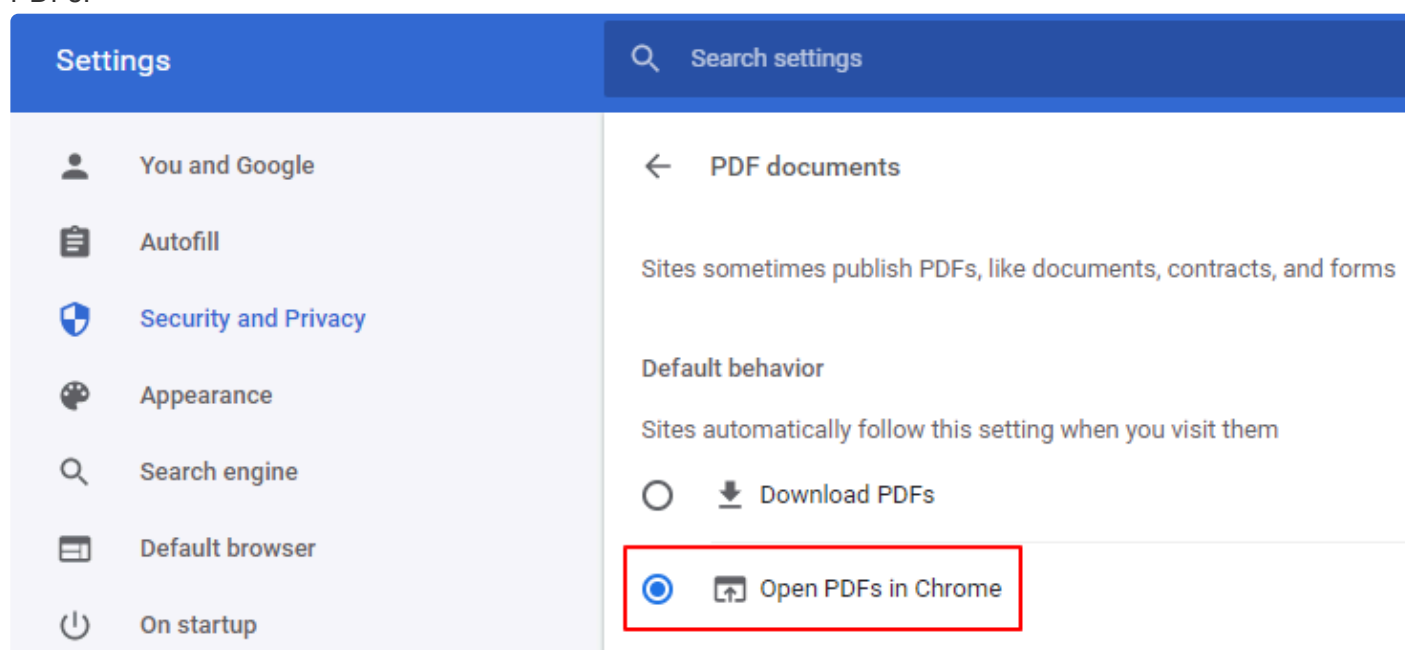 Settings
Search settings
You and Google
Autofill
Security and Privacy
Appearance
Search engine
Default browser
On startup
PDF documents
Sites sometimes publish PDFs, like documents, contracts, and forms
Default behavior
Sites automatically follow this setting when you visit them
Download PDFs
Open PDFs in Chrome